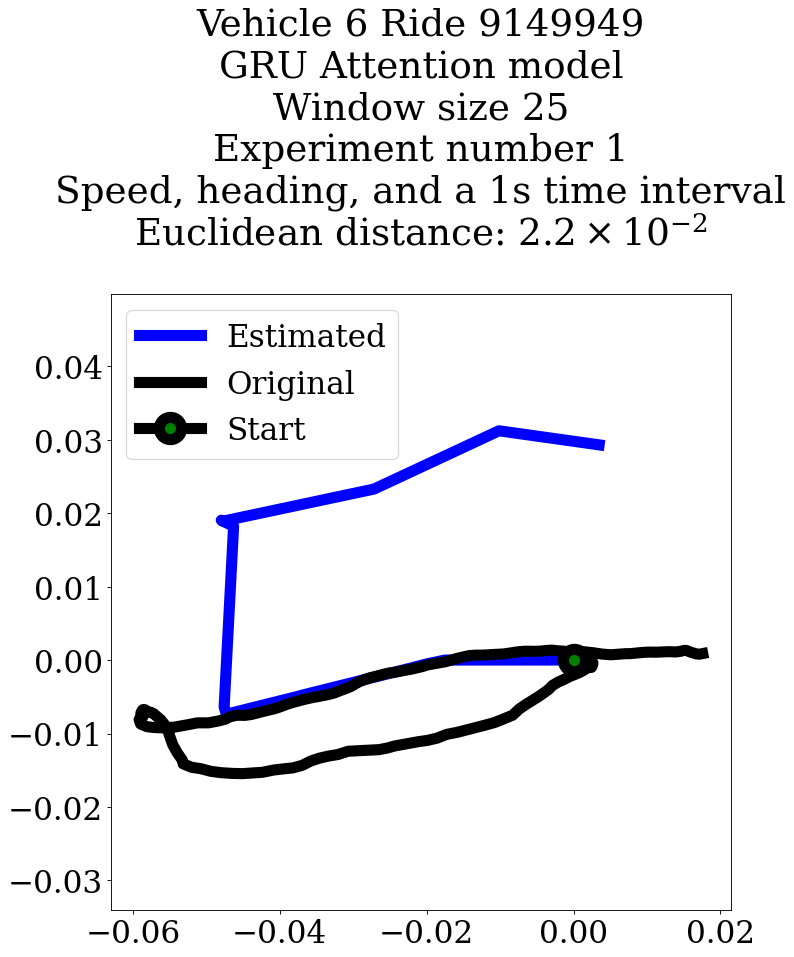 Vehicle 6 Ride 9149949
GRU Attention model
Window size 25
Experiment number 1
Speed, heading, and a 1s time interval
Euclidean distance: 2.2 × 10⁻²
Estimated
Original
Start
0.04
0.03
0.02
0.01
0.00
−0.01
−0.02
−0.03
−0.06 −0.04 −0.02 0.00 0.02